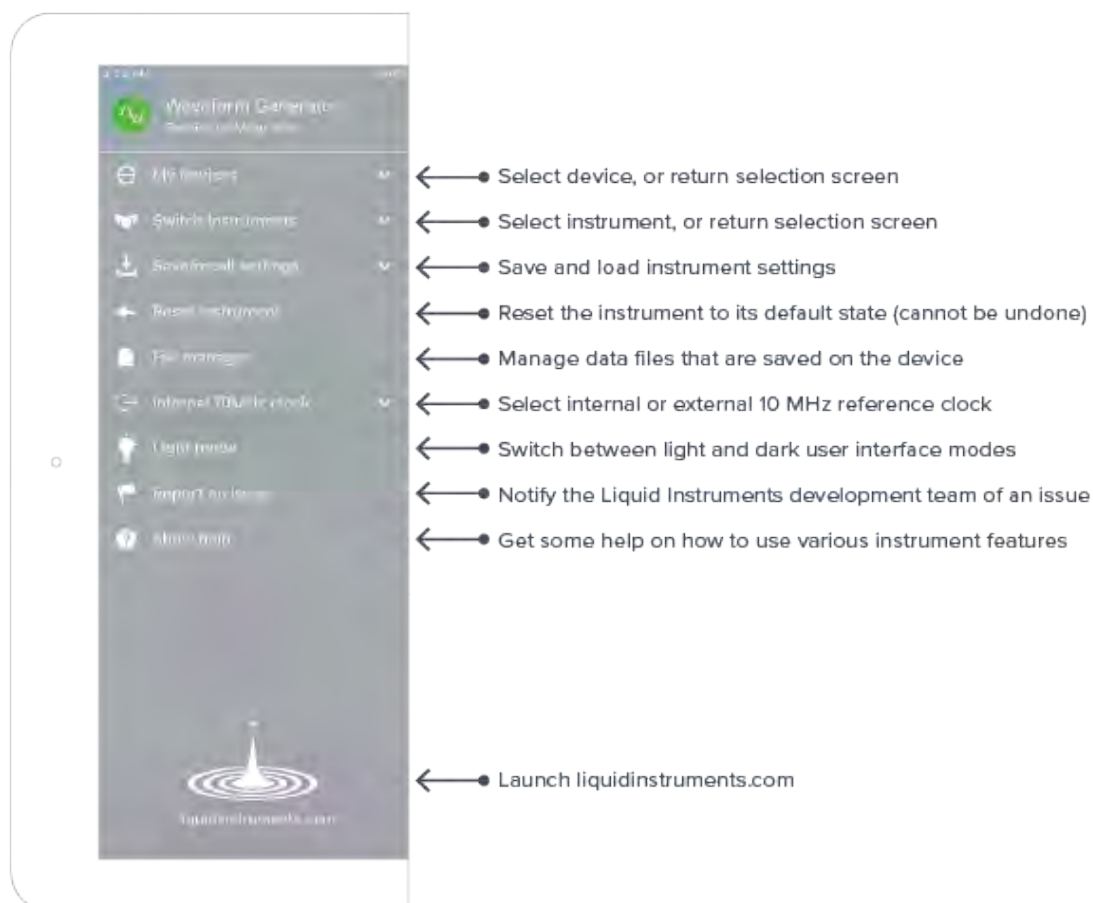 Waveform Generator
My devices
Select device, or return selection screen
Switch instruments
Select instrument, or return selection screen
Save/recall settings
Save and load instrument settings
Reset instrument
Reset the instrument to its default state (cannot be undone)
File manager
Manage data files that are saved on the device
Internal 10 MHz clock
Select internal or external 10 MHz reference clock
Light mode
Switch between light and dark user interface modes
Report an issue
Notify the Liquid Instruments development team of an issue
Show help
Get some help on how to use various instrument features
Launch liquidinstruments.com
liquidinstruments.com